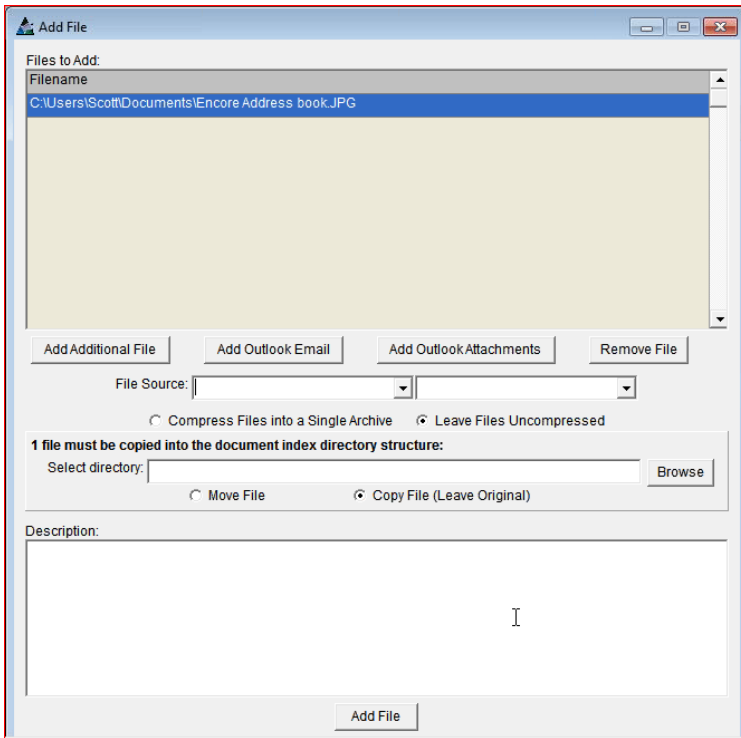 Add File
Files to Add:
Filename
C:\Users\Scott\Documents\Encore Address book.JPG
Add Additional File Add Outlook Email Add Outlook Attachments Remove File
File Source:
Compress Files into a Single Archive Leave Files Uncompressed
1 file must be copied into the document index directory structure:
Select directory: Browse
Move File Copy File (Leave Original)
Description:
Add File